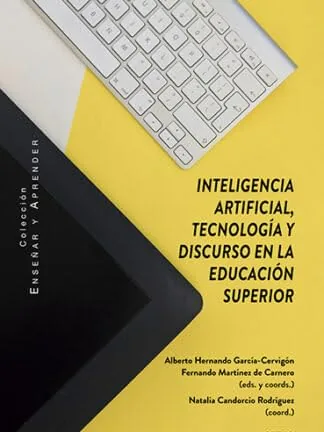 Colección
Enseñar y Aprender
INTELIGENCIA
ARTIFICIAL,
TECNOLOGÍA Y
DISCURSO EN LA
EDUCACIÓN
SUPERIOR
Alberto Hernando García-Cervigón
Fernando Martínez de Carnero
(eds. y coords.)
Natalia Candorcio Rodríguez
(coord.)